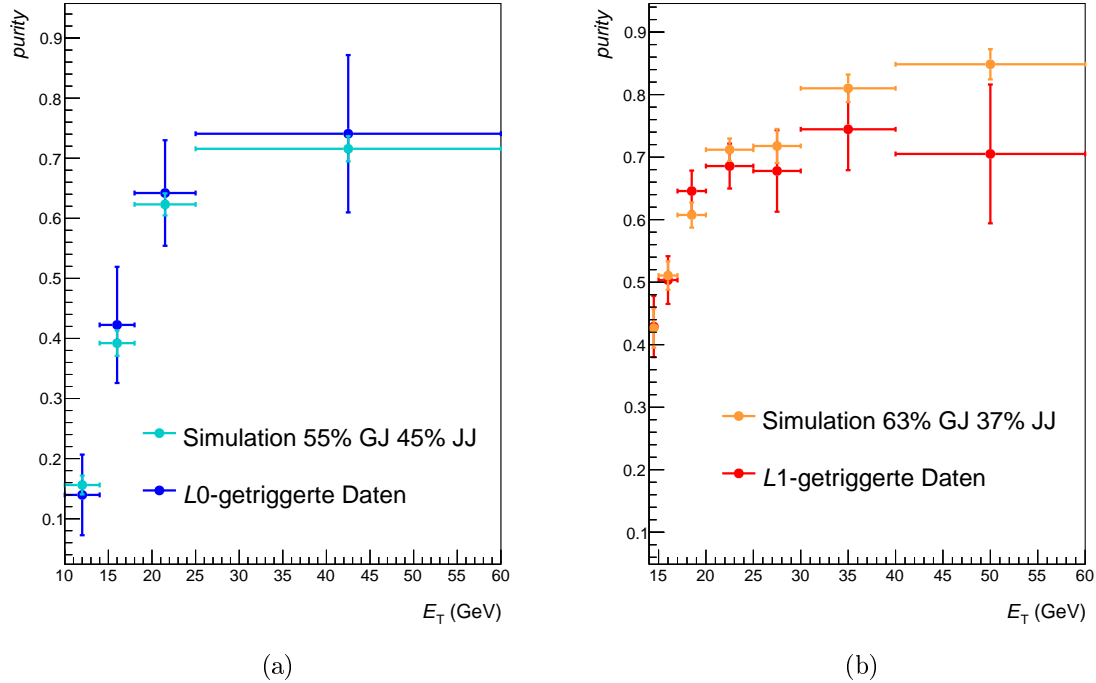 purity
0.9
0.8
0.7
0.6
0.5
0.4
0.3
0.2
0.1
Simulation 55% GJ 45% JJ
L0-getriggerte Daten
10 15 20 25 30 35 40 45 50 55 60
E_T (GeV)
(a)
purity
0.9
0.8
0.7
0.6
0.5
0.4
0.3
0.2
0.1
Simulation 63% GJ 37% JJ
L1-getriggerte Daten
15 20 25 30 35 40 45 50 55 60
E_T (GeV)
(b)